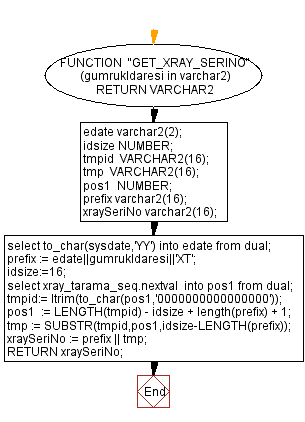 FUNCTION "GET_XRAY_SERINO"
(gumrukIdaresi in varchar2)
RETURN VARCHAR2
edate varchar2(2);
idsize NUMBER;
tmpid VARCHAR2(16);
tmp VARCHAR2(16);
pos1 NUMBER;
prefix varchar2(16);
xraySeriNo varchar2(16);
select to_char(sysdate,'YY') into edate from dual;
prefix := edate||gumrukIdaresi||'XT';
idsize:=16;
select xray_tarama_seq.nextval into pos1 from dual;
tmpid:= ltrim(to_char(pos1,'0000000000000000'));
pos1 := LENGTH(tmpid) - idsize + length(prefix) + 1;
tmp := SUBSTR(tmpid,pos1,idsize-LENGTH(prefix));
xraySeriNo := prefix || tmp;
RETURN xraySeriNo;
End